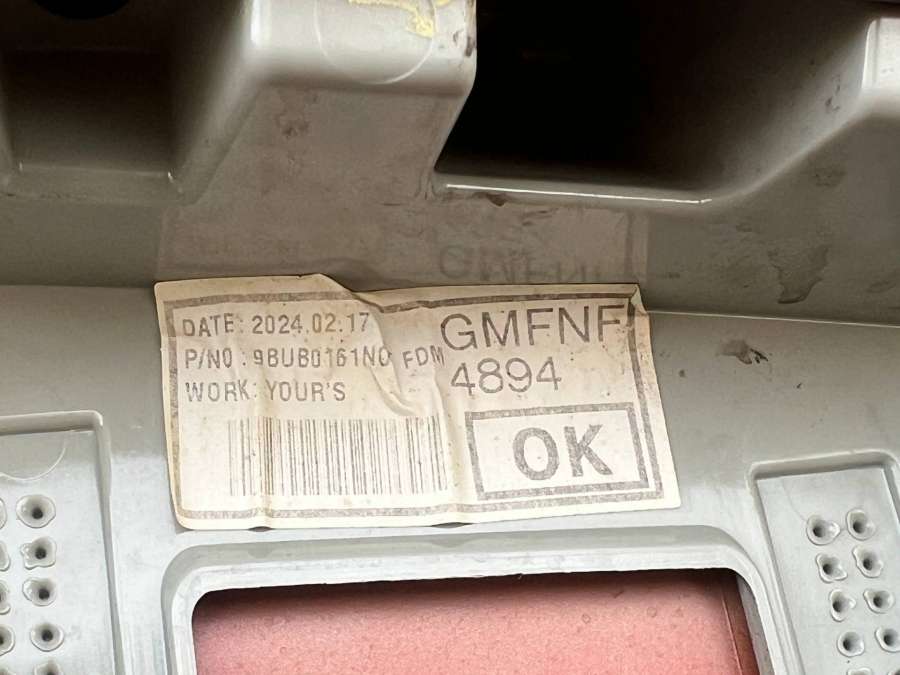 DATE: 2024.02.17
P/NO : 9BUB0161NO FDM
WORK: YOUR'S
GMFNF
4894
OK